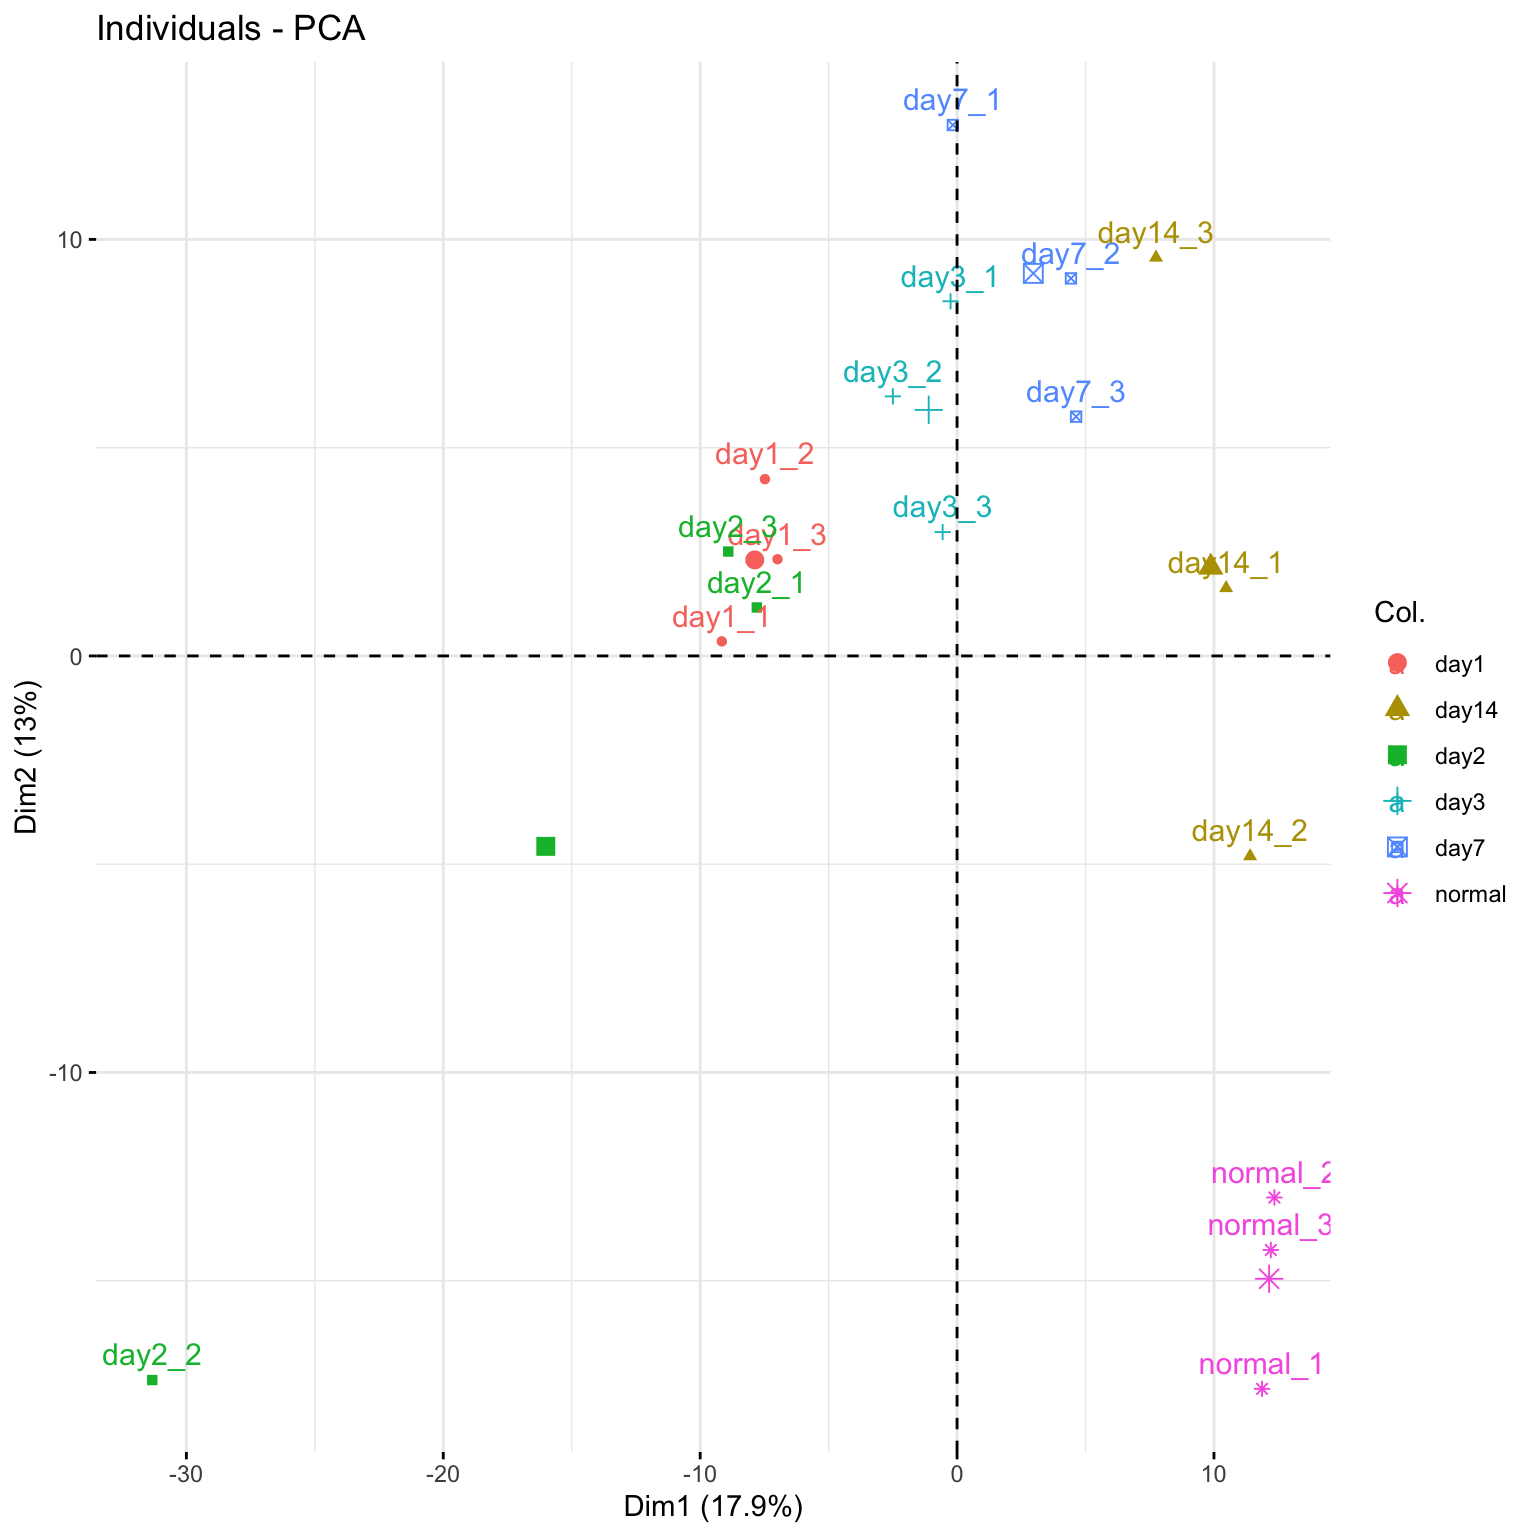 Individuals - PCA
day7_1
day14_3
day7_2
day3_1
day3_2
day7_3
day1_2
day3_3
day2_3
day1_3
day14_1
day2_1
day1_1
day14_2
normal_2
normal_3
day2_2
normal_1
10
0
-10
Dim2 (13%)
-30
-20
-10
0
10
Dim1 (17.9%)
Col.
a day1
a day14
a day2
a day3
a day7
a normal